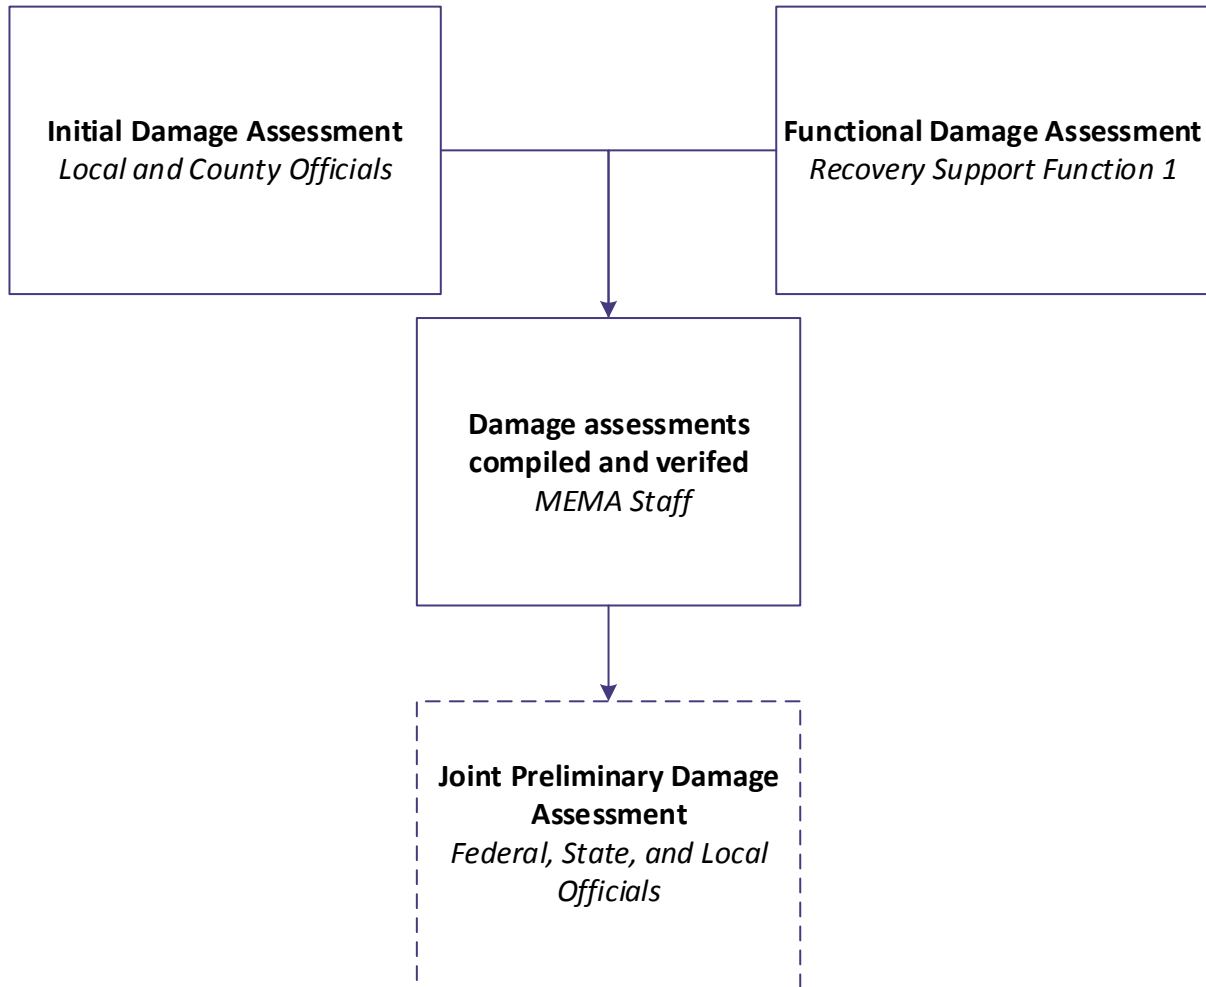 Initial Damage Assessment
Local and County Officials
Functional Damage Assessment
Recovery Support Function 1
Damage assessments
compiled and verifed
MEMA Staff
Joint Preliminary Damage
Assessment
Federal, State, and Local
Officials